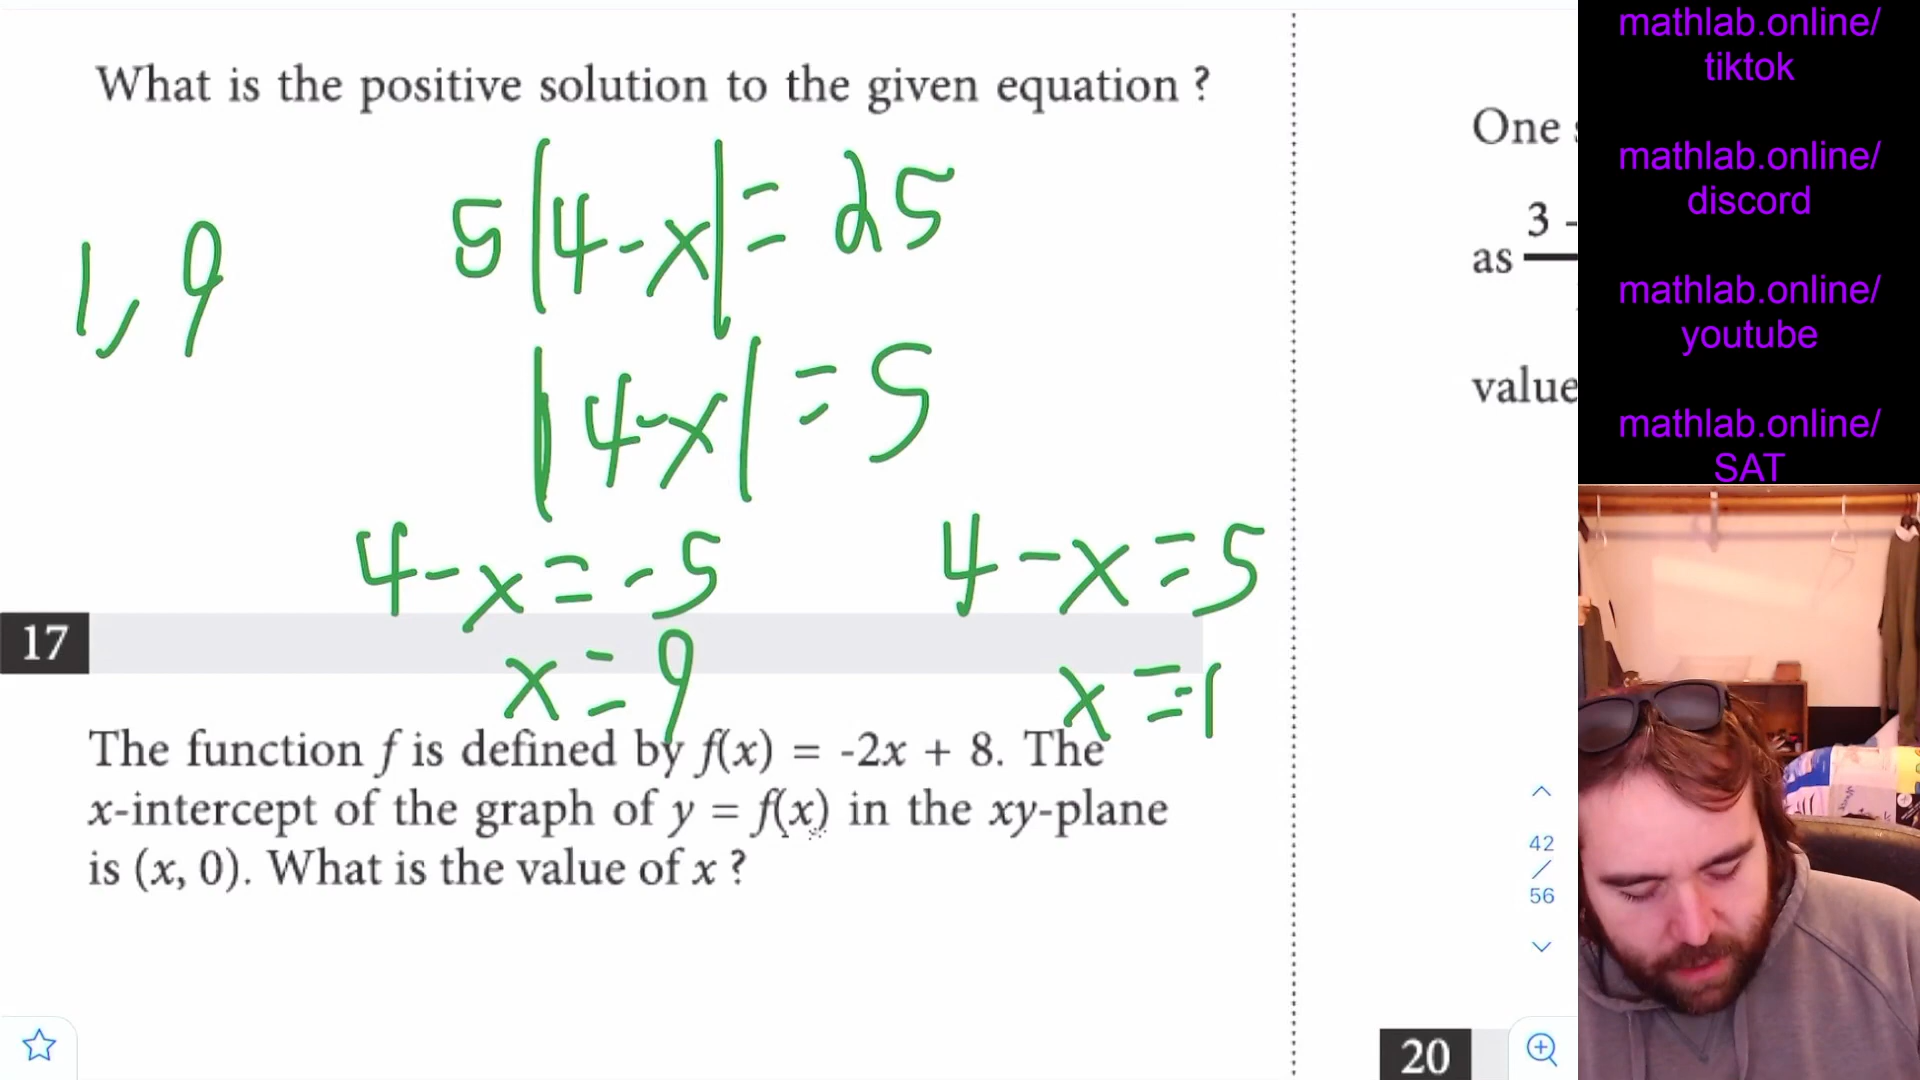 What is the positive solution to the given equation ?
5|4-x|= 25
1, 9
|4-x| = 5
4-x=-5
4-x=5
x=9
x=-1
17
The function f is defined by f(x) = -2x + 8. The
x-intercept of the graph of y = f(x) in the xy-plane
is (x, 0). What is the value of x ?
One
3 -
as
value
42
/
56
20
mathlab.online/
tiktok
mathlab.online/
discord
mathlab.online/
youtube
mathlab.online/
SAT